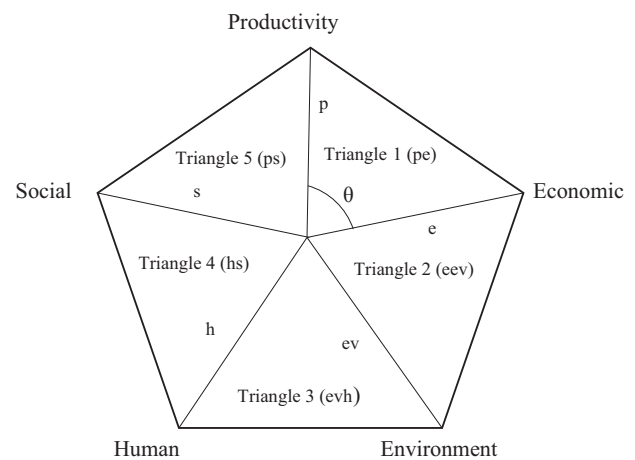 Productivity
p
Triangle 5 (ps)
Triangle 1 (pe)
Social
s
θ
Economic
e
Triangle 4 (hs)
Triangle 2 (eev)
h
ev
Triangle 3 (evh)
Human
Environment